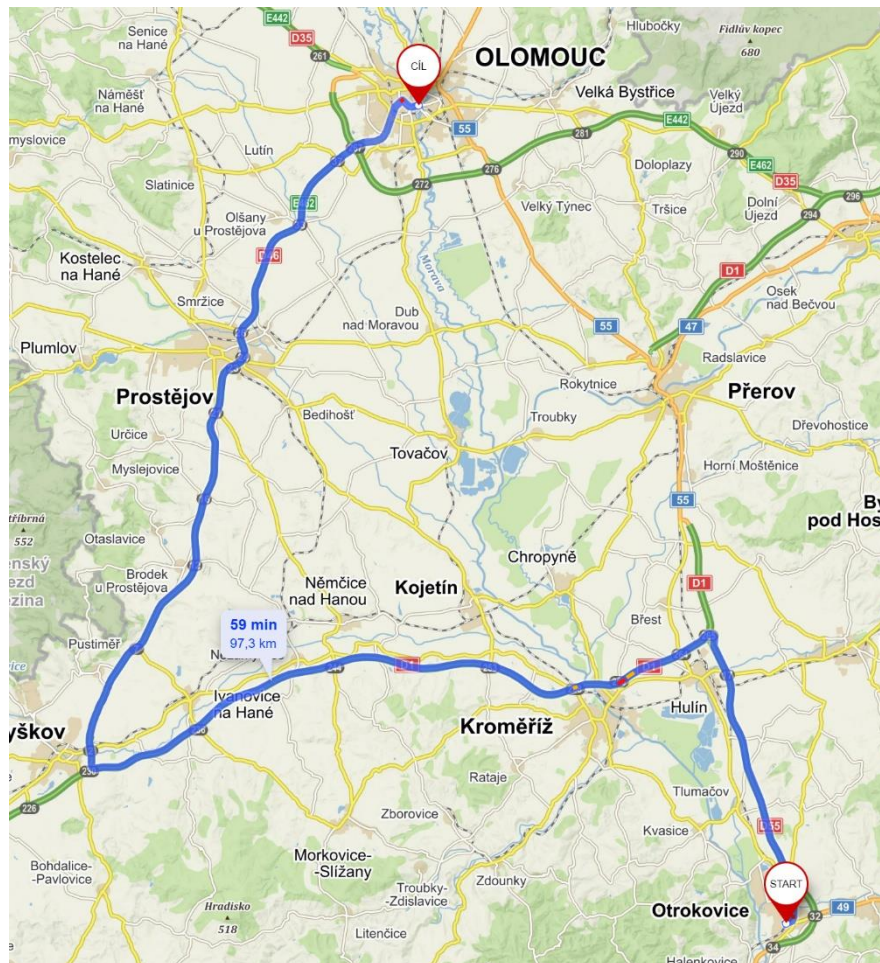 Senice
na Hané
E442
D35
261
Náměšť
na Hané
CÍL
OLOMOUC
Hlubočky
Fidlův kopec
680
Velká Bystřice
Velký
Újezd
55
281
E442
Lutín
Slatinice
272
276
Doloplazy
290
E462
D35
296
Velký Týnec
Tršice
Dolní
Újezd
294
Olšany
u Prostějova
Kostelec
na Hané
Morava
D1
Osek
nad Bečvou
Smržice
Dub
nad Moravou
55
47
Plumlov
Radslavice
Rokytnice
Prostějov
Přerov
Bedihošť
Troubky
Dřevohostice
Určice
Tovačov
Myslejovice
Horní Moštěnice
55
552
Otaslavice
Chropyně
D1
Brodek
u Prostějova
Němčice
nad Hanou
Kojetín
Břest
59 min
97,3 km
Pustiměř
D1
D1
Ivanovice
na Hané
Hulín
Kroměříž
Rataje
Tlumačov
226
Zborovice
Kvasice
D55
Bohdalice-
-Pavlovice
Morkovice-
-Slížany
Zdounky
START
Troubky-
-Zdislavice
Otrokovice
32
49
Hradisko
518
Litenčice
34
Halenkovice